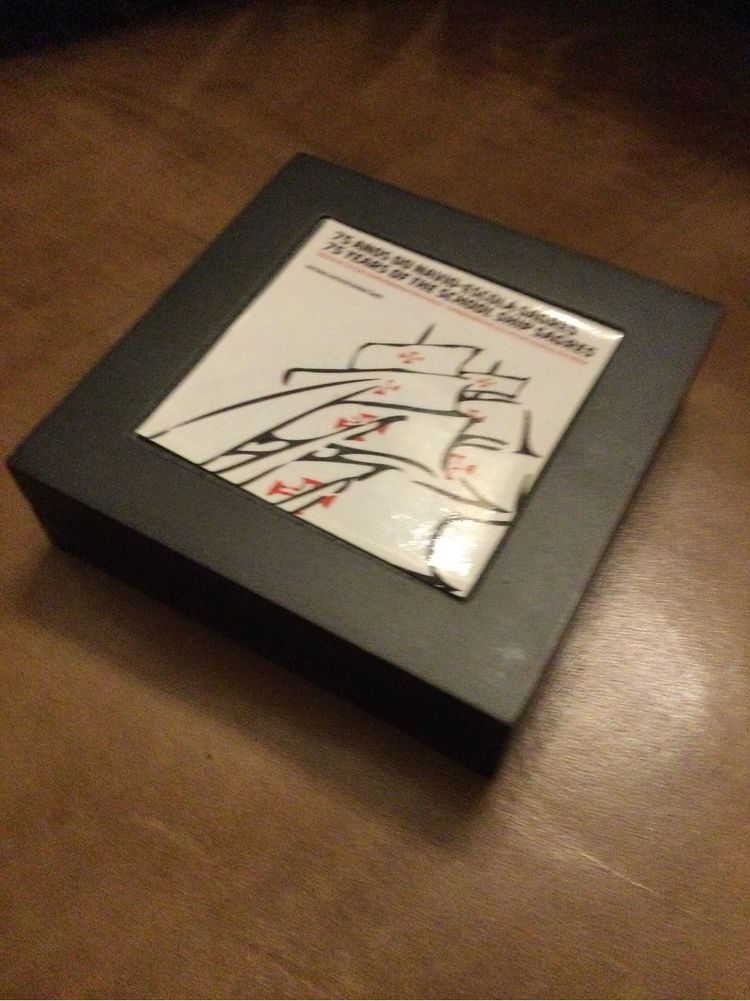 75 ANOS DO NAVIO-ESCOLA SAGRES
75 YEARS OF THE SCHOOL SHIP SAGRES